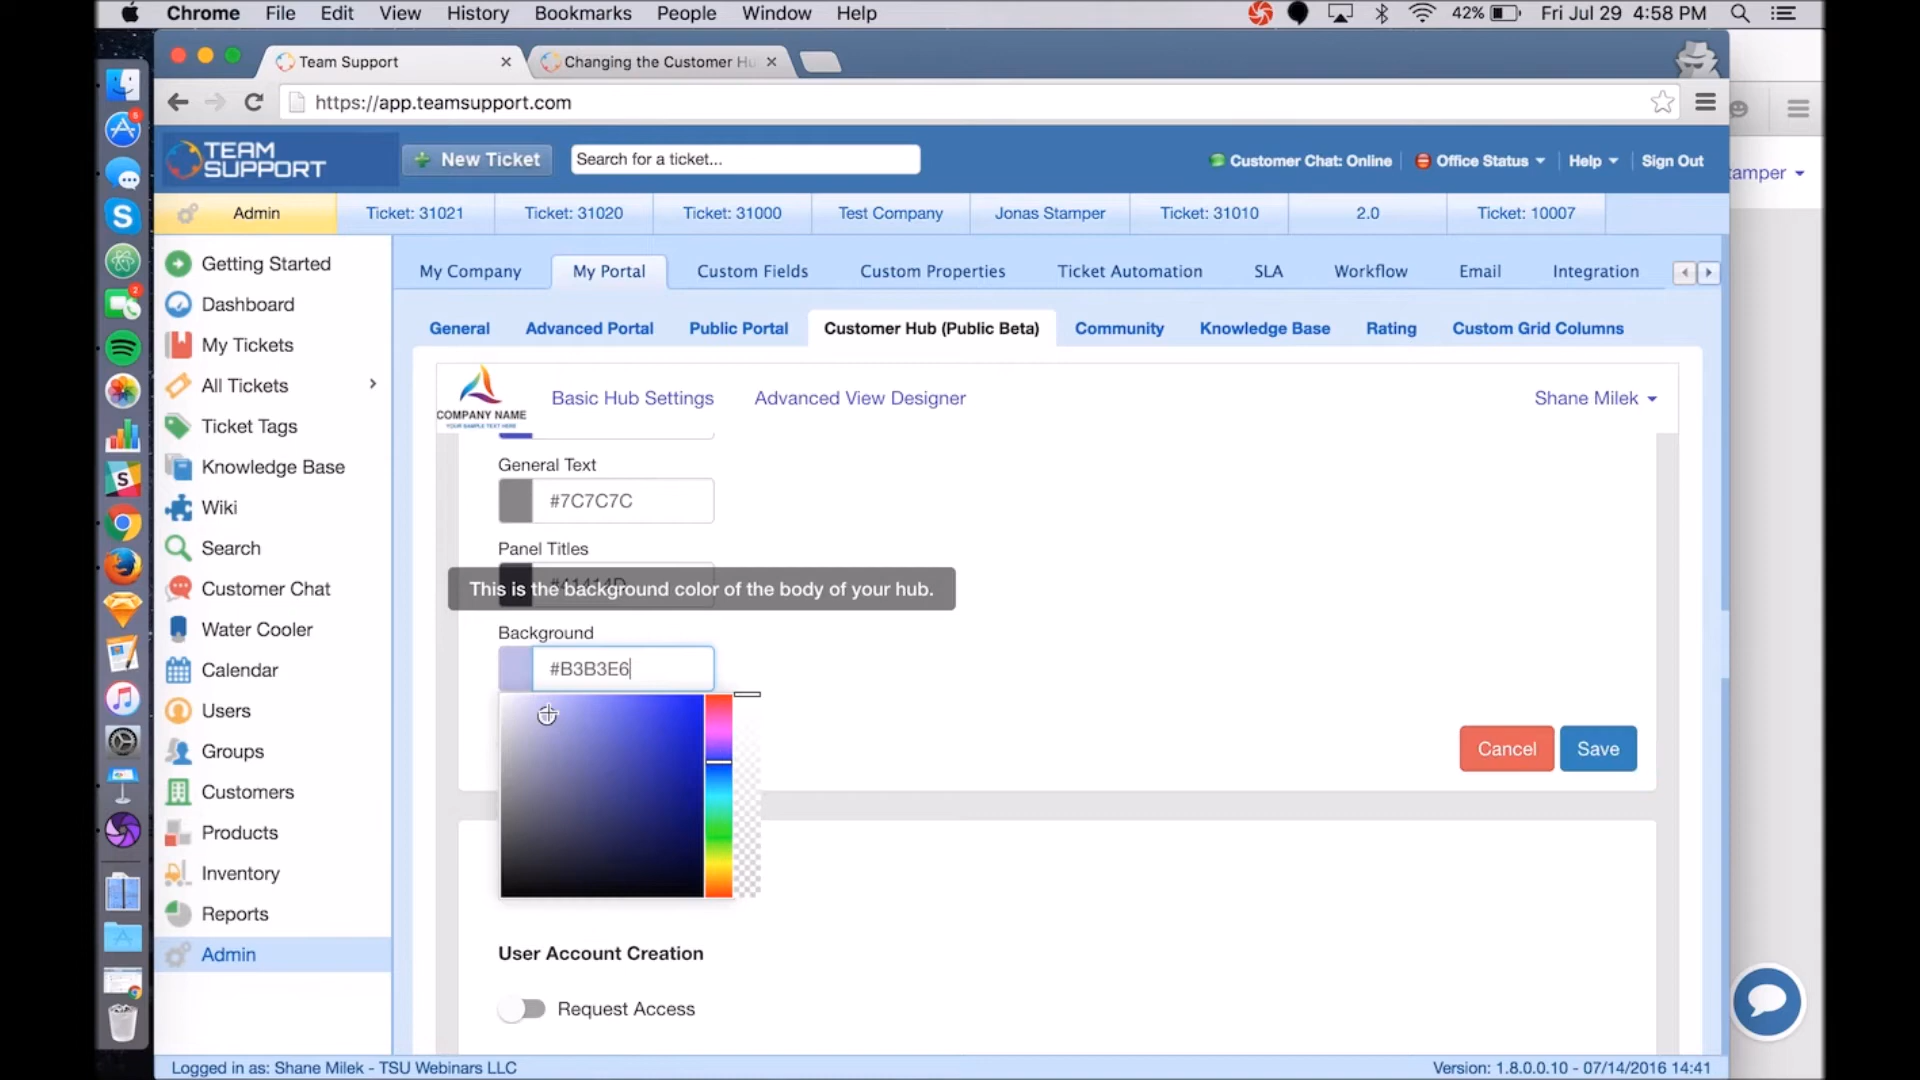 Chrome File Edit View History Bookmarks People Window Help 42% Fri Jul 29 4:58 PM
Team Support
Changing the Customer Hu
https://app.teamsupport.com
TEAM SUPPORT
New Ticket
Search for a ticket...
Customer Chat: Online
Office Status
Help
Sign Out
tamper
Admin
Ticket: 31021
Ticket: 31020
Ticket: 31000
Test Company
Jonas Stamper
Ticket: 31010
2.0
Ticket: 10007
Getting Started
Dashboard
My Tickets
All Tickets
Ticket Tags
Knowledge Base
Wiki
Search
Customer Chat
Water Cooler
Calendar
Users
Groups
Customers
Products
Inventory
Reports
Admin
My Company
My Portal
Custom Fields
Custom Properties
Ticket Automation
SLA
Workflow
Email
Integration
General
Advanced Portal
Public Portal
Customer Hub (Public Beta)
Community
Knowledge Base
Rating
Custom Grid Columns
COMPANY NAME
YOUR SAMPLE TEXT HERE
Basic Hub Settings
Advanced View Designer
Shane Milek
General Text
#7C7C7C
Panel Titles
#41414D
This is the background color of the body of your hub.
Background
#B3B3E6
Cancel
Save
User Account Creation
Request Access
Logged in as: Shane Milek - TSU Webinars LLC
Version: 1.8.0.0.10 - 07/14/2016 14:41